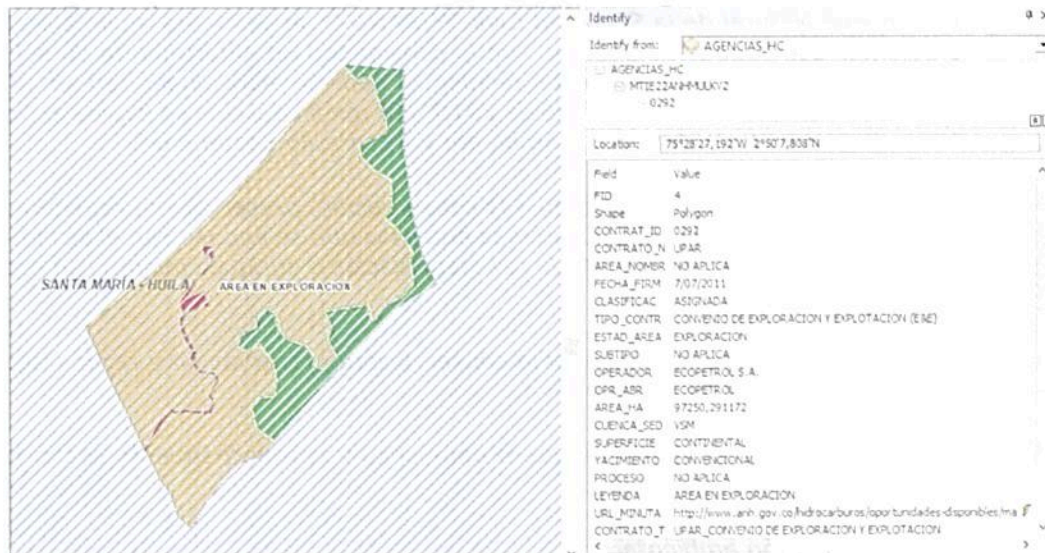 SANTA MARÍA - HUILA
AREA EN EXPLORACION
Identify
Identify from: AGENCIAS_HC
AGENCIAS_HC
0292
Location: 75°28'27,192"W 2°50'7,808"N
Field Value
FID 4
Shape Polygon
CONTRAT_ID 0292
CONTRATO_N UPAR
AREA_NOMBR NO APLICA
FECHA_FIRM 7/07/2011
CLASIFICAC ASIGNADA
TIPO_CONTR CONVENIO DE EXPLORACION Y EXPLOTACION (E&E)
ESTAD_AREA EXPLORACION
SUBTIPO NO APLICA
OPERADOR ECOPETROL S.A.
OPR_ABR ECOPETROL
AREA_HA 97250,291172
CUENCA_SED VSM
SUPERFICIE CONTINENTAL
YACIMIENTO CONVENCIONAL
PROCESO NO APLICA
LEYENDA AREA EN EXPLORACION
URL_MINUTA http://www.anh.gov.co/hidrocarburos/oportunidades-disponibles/ma
CONTRATO_T UPAR_CONVENIO DE EXPLORACION Y EXPLOTACION